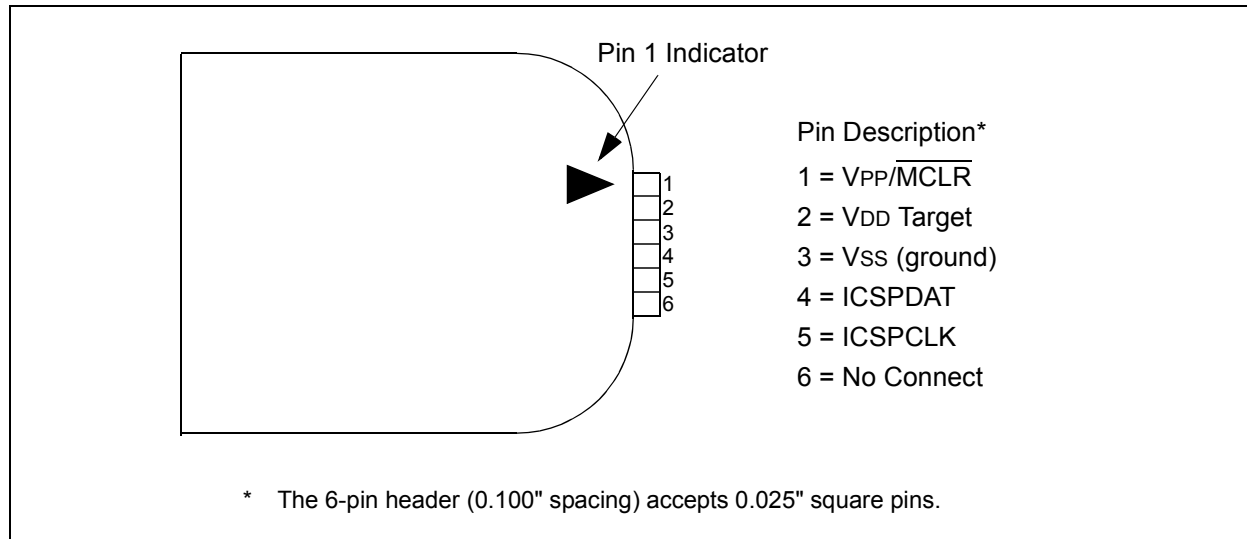 Pin 1 Indicator
1
2
3
4
5
6
Pin Description*
1 = VPP/M̅C̅L̅R̅
2 = VDD Target
3 = VSS (ground)
4 = ICSPDAT
5 = ICSPCLK
6 = No Connect
* The 6-pin header (0.100" spacing) accepts 0.025" square pins.